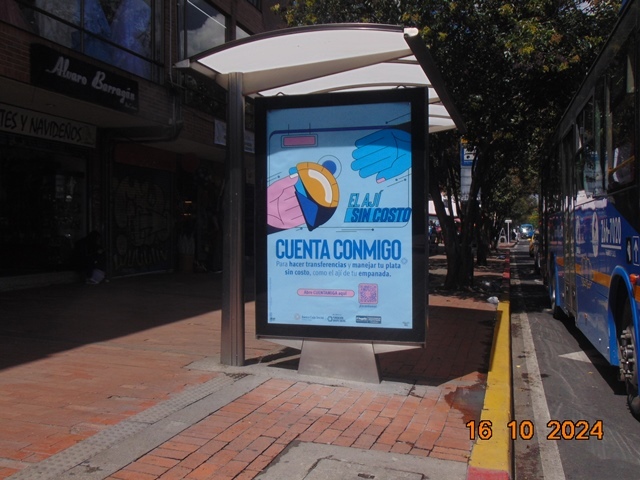 Alvaro Barragán
TES Y NAVIDEÑOS
EL AJÍ
SIN COSTO
CUENTA CONMIGO
Para hacer transferencias y manejar tu plata
sin costo, como el ají de tu empanada.
16 10 2024